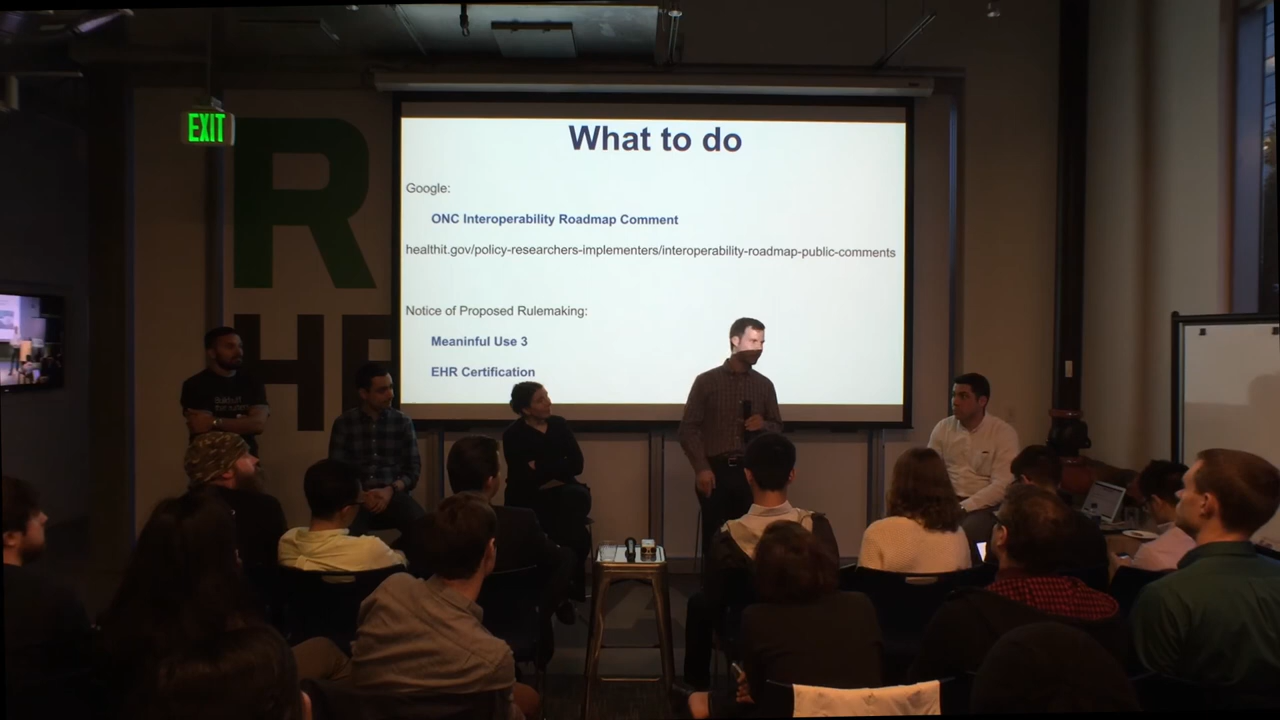 EXIT
What to do
Google:
ONC Interoperability Roadmap Comment
healthit.gov/policy-researchers-implementers/interoperability-roadmap-public-comments
Notice of Proposed Rulemaking:
Meaninful Use 3
EHR Certification
R
HE